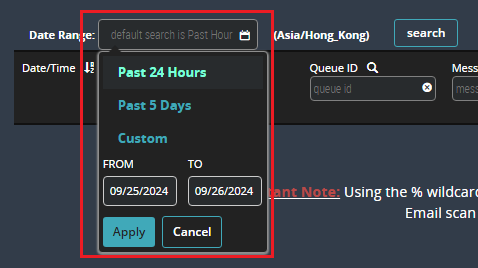 Date Range: default search is Past Hour (Asia/Hong_Kong) search
Date/Time Queue ID Mess
queue id mess
Past 24 Hours
Past 5 Days
Custom
FROM TO
09/25/2024 09/26/2024
tant Note: Using the % wildcard
Email scan
Apply Cancel